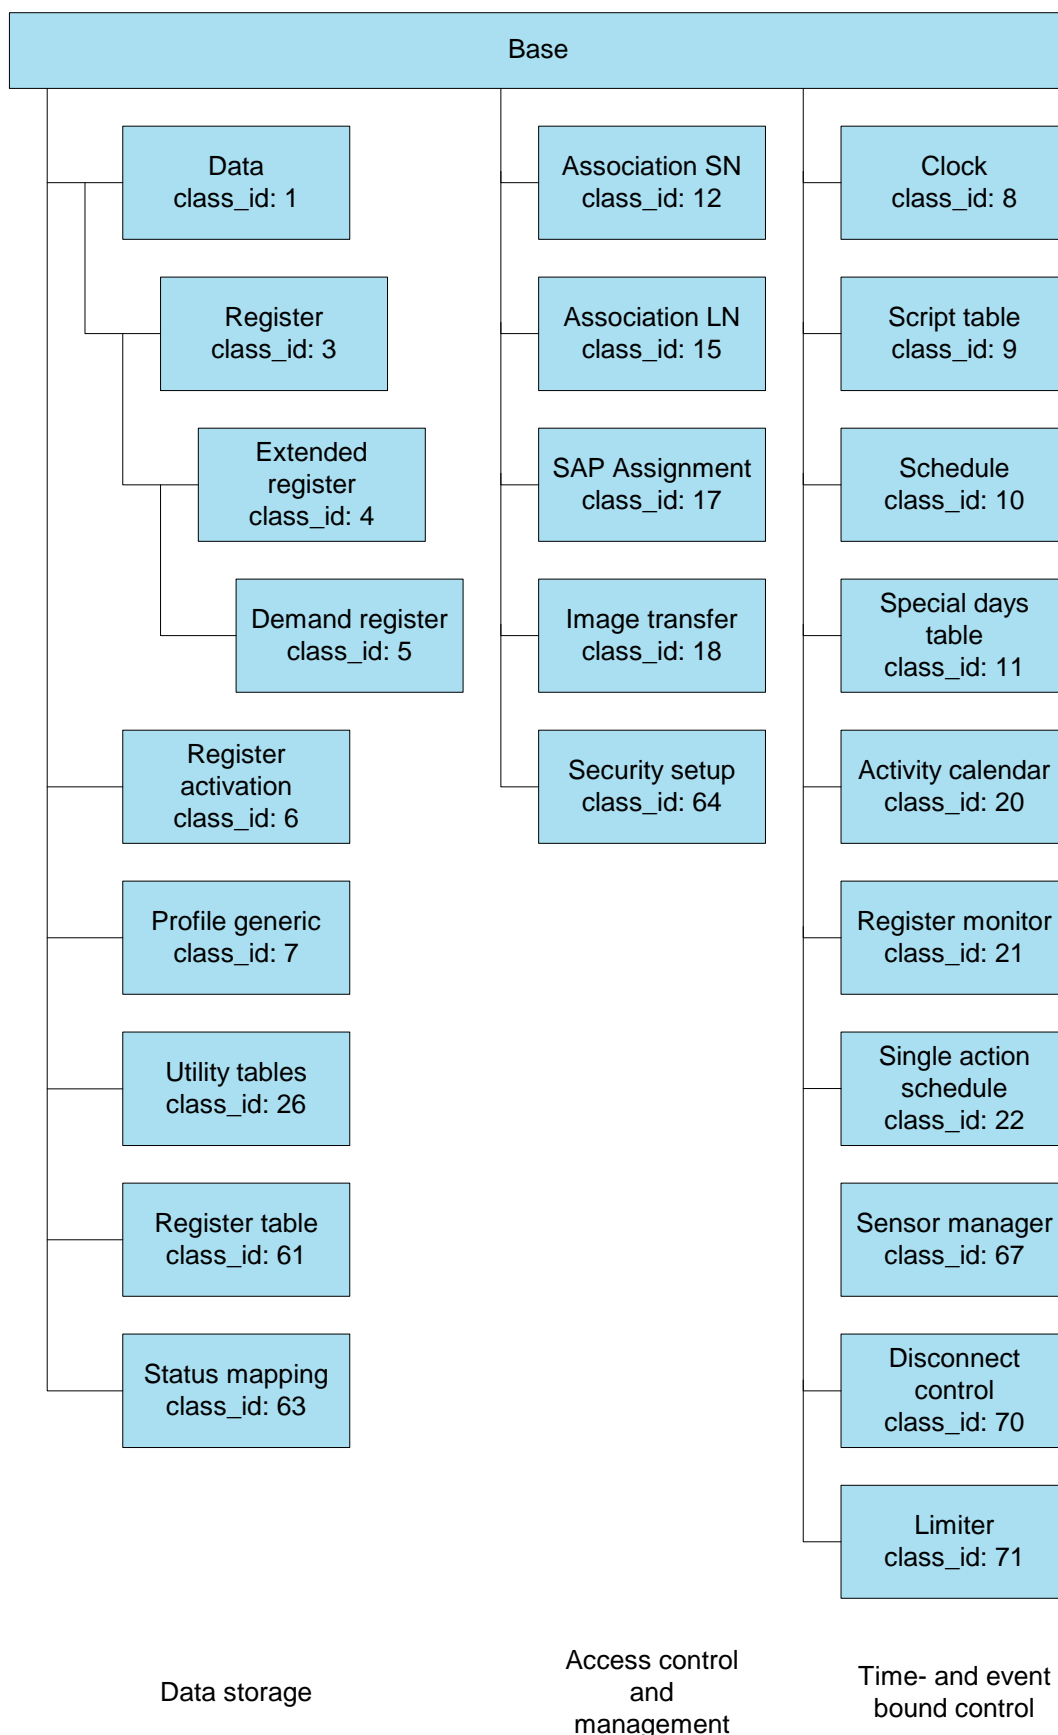 Base
Data
class_id: 1
Register
class_id: 3
Extended
register
class_id: 4
Demand register
class_id: 5
Register
activation
class_id: 6
Profile generic
class_id: 7
Utility tables
class_id: 26
Register table
class_id: 61
Status mapping
class_id: 63
Data storage
Association SN
class_id: 12
Association LN
class_id: 15
SAP Assignment
class_id: 17
Image transfer
class_id: 18
Security setup
class_id: 64
Access control
and
management
Clock
class_id: 8
Script table
class_id: 9
Schedule
class_id: 10
Special days
table
class_id: 11
Activity calendar
class_id: 20
Register monitor
class_id: 21
Single action
schedule
class_id: 22
Sensor manager
class_id: 67
Disconnect
control
class_id: 70
Limiter
class_id: 71
Time- and event
bound control